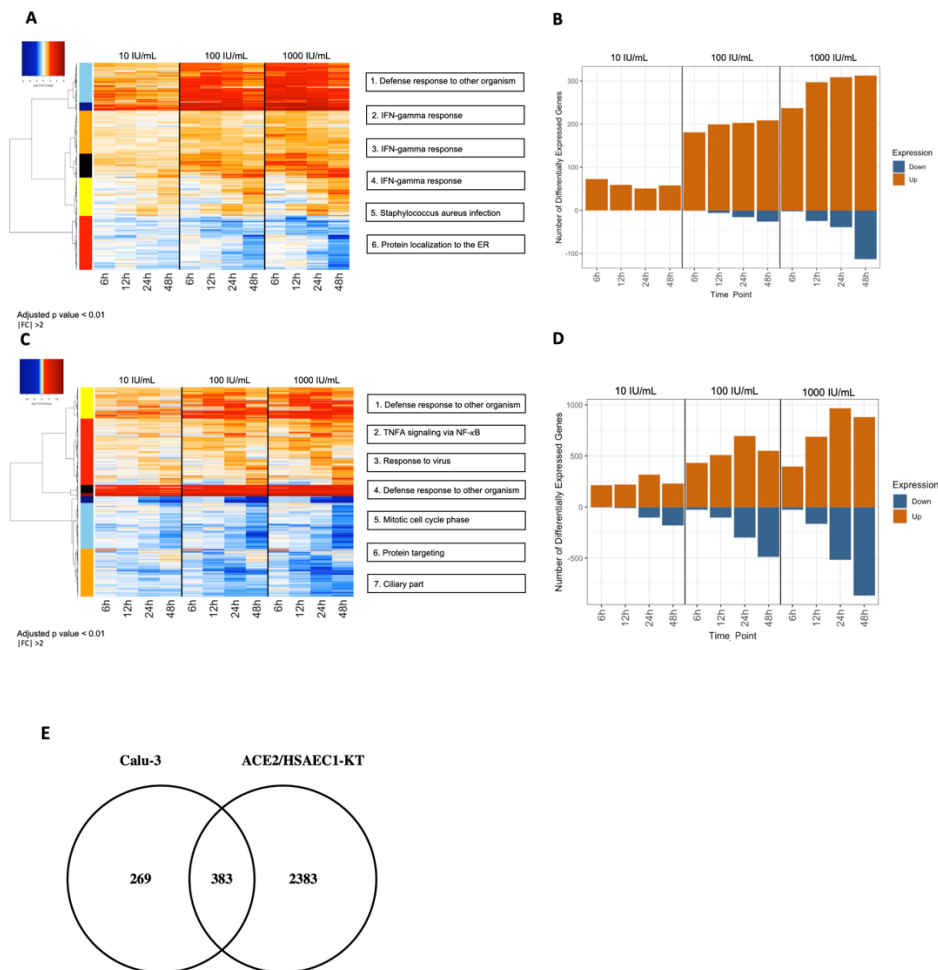 A
10 IU/mL 100 IU/mL 1000 IU/mL
1. Defense response to other organism
2. IFN-gamma response
3. IFN-gamma response
4. IFN-gamma response
5. Staphylococcus aureus infection
6. Protein localization to the ER
6h 12h 24h 48h 6h 12h 24h 48h 6h 12h 24h 48h
Adjusted p value < 0.01
|FC| >2
B
10 IU/mL 100 IU/mL 1000 IU/mL
Number of Differentially Expressed Genes
300
200
100
0
-100
6h 12h 24h 48h 6h 12h 24h 48h 6h 12h 24h 48h
Time_Point
Expression
Down
Up
C
10 IU/mL 100 IU/mL 1000 IU/mL
1. Defense response to other organism
2. TNFA signaling via NF-κB
3. Response to virus
4. Defense response to other organism
5. Mitotic cell cycle phase
6. Protein targeting
7. Ciliary part
6h 12h 24h 48h 6h 12h 24h 48h 6h 12h 24h 48h
Adjusted p value < 0.01
|FC| >2
D
10 IU/mL 100 IU/mL 1000 IU/mL
Number of Differentially Expressed Genes
1000
500
0
-500
6h 12h 24h 48h 6h 12h 24h 48h 6h 12h 24h 48h
Time_Point
Expression
Down
Up
E
Calu-3 ACE2/HSAEC1-KT
269 383 2383